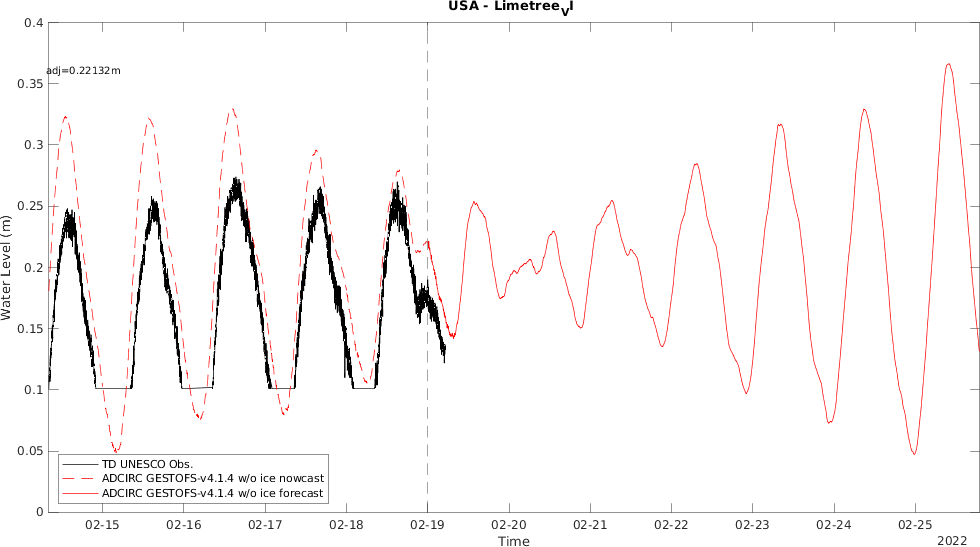 USA - LimetreeVI
0.4
adj=0.22132m
0.35
0.3
0.25
0.2
0.15
0.1
0.05
0
Water Level (m)
TD UNESCO Obs.
ADCIRC GESTOFS-v4.1.4 w/o ice nowcast
ADCIRC GESTOFS-v4.1.4 w/o ice forecast
02-15 02-16 02-17 02-18 02-19 02-20 02-21 02-22 02-23 02-24 02-25
Time
2022